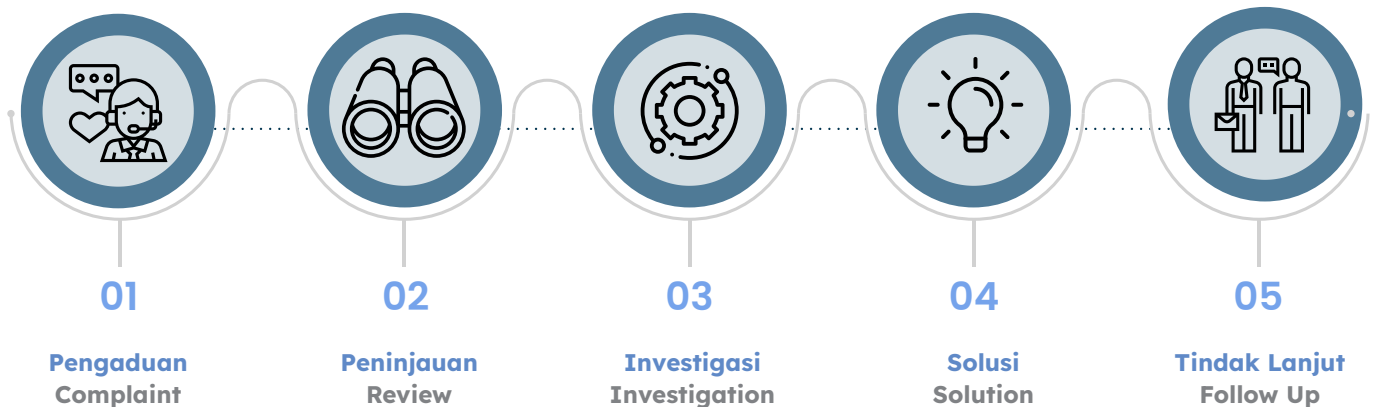 01
02
03
04
05
Pengaduan
Complaint
Peninjauan
Review
Investigasi
Investigation
Solusi
Solution
Tindak Lanjut
Follow Up